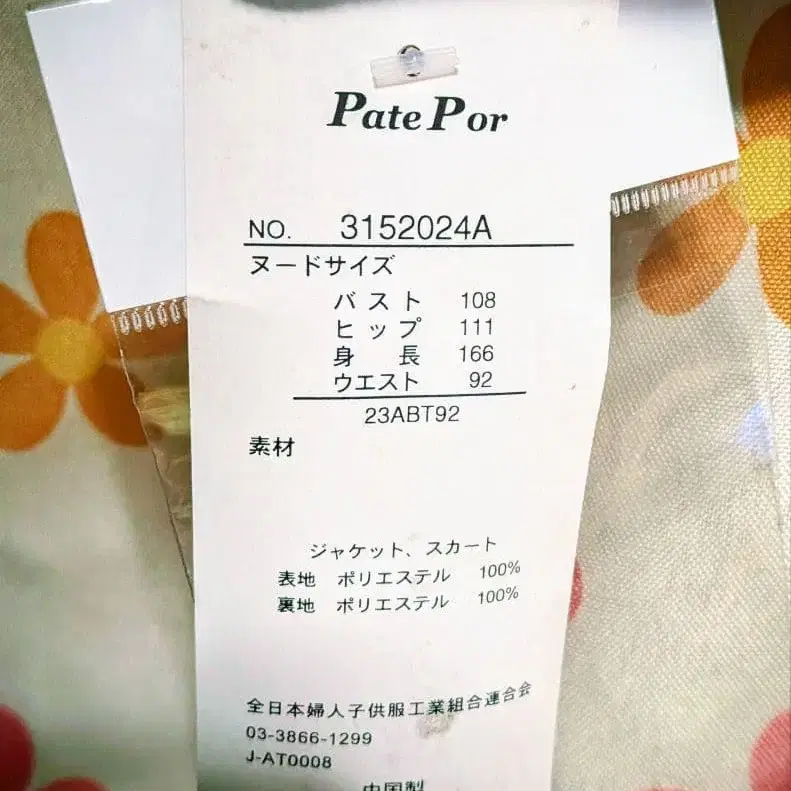 Pate Por
NO. 3152024A
ヌードサイズ
バスト 108
ヒップ 111
身長 166
ウエスト 92
23ABT92
素材
ジャケット、スカート
表地 ポリエステル 100%
裏地 ポリエステル 100%
全日本婦人子供服工業組合連合会
03-3866-1299
J-AT0008
中国製